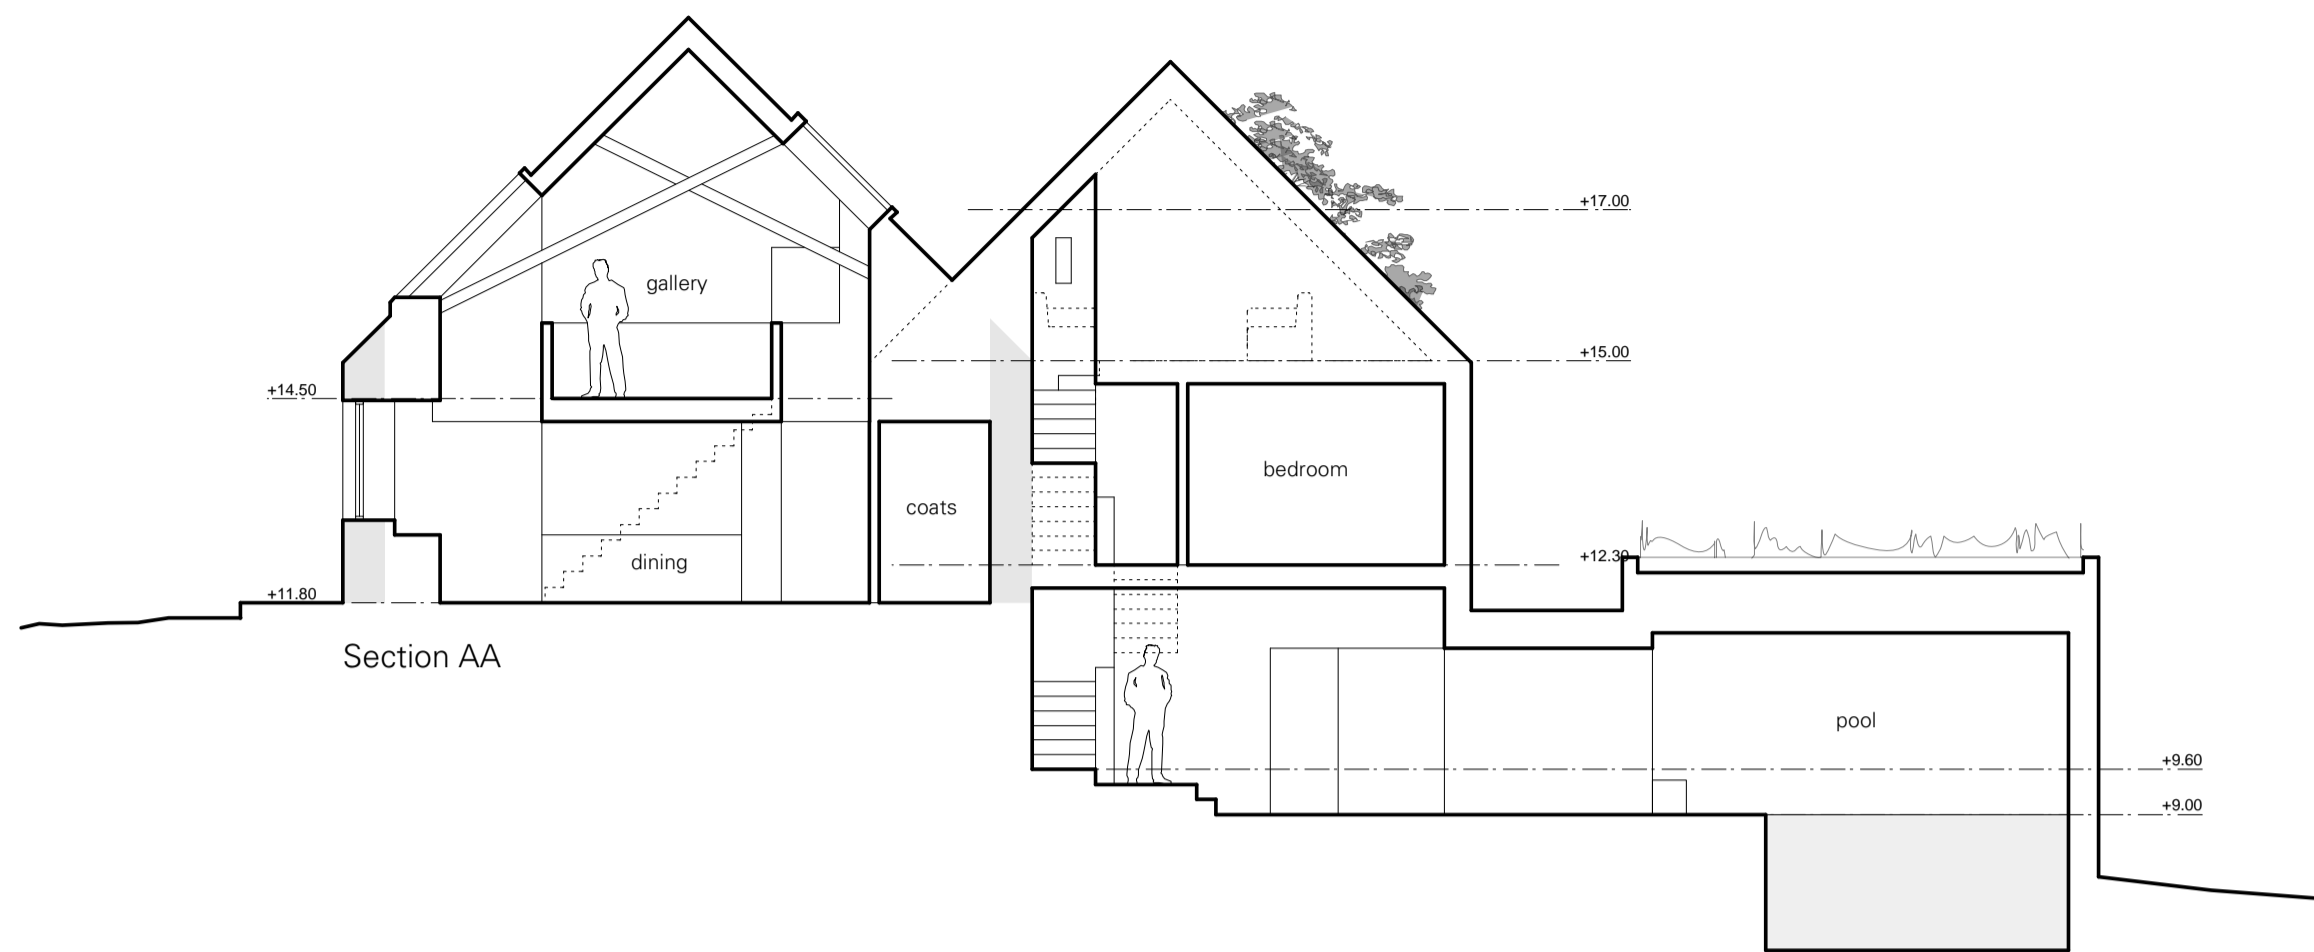 +17.00
gallery
+15.00
+14.50
bedroom
coats
dining
+12.30
+11.80
Section AA
pool
+9.60
+9.00